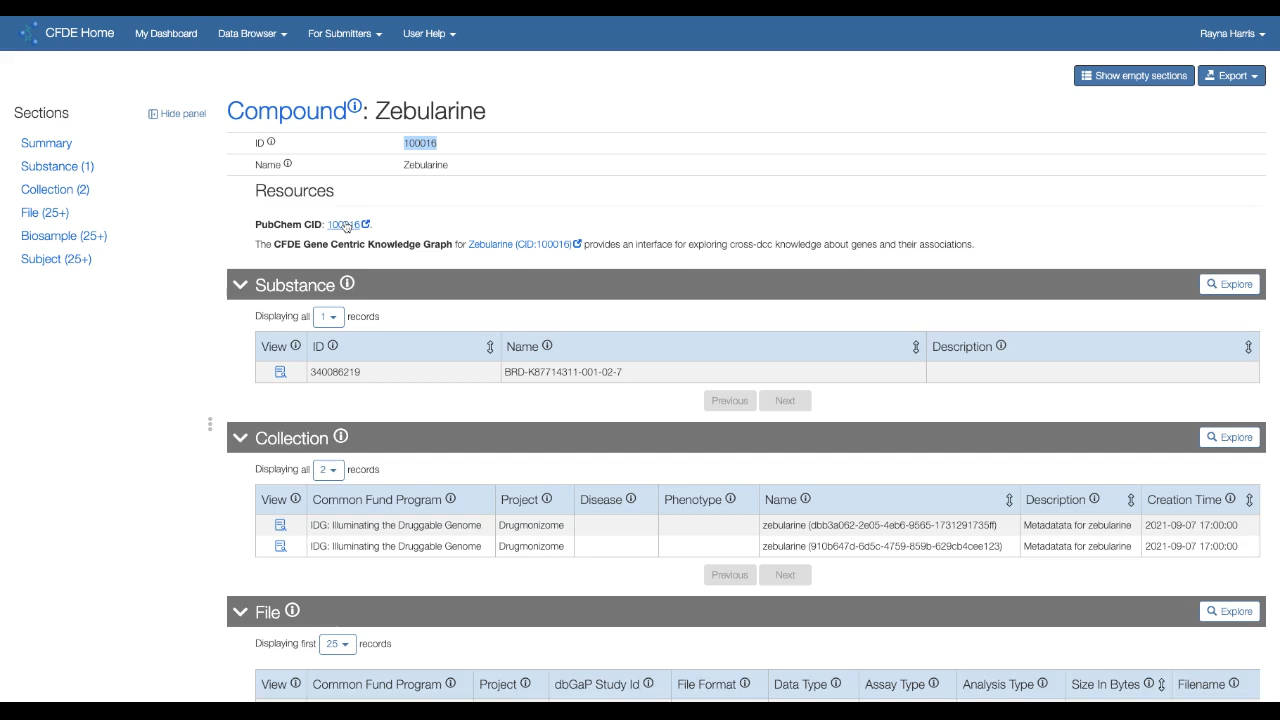 CFDE Home My Dashboard Data Browser For Submitters User Help Rayna Harris
Show empty sections Export
Sections Hide panel
Summary
Substance (1)
Collection (2)
File (25+)
Biosample (25+)
Subject (25+)
Compound: Zebularine
ID 100016
Name Zebularine
Resources
PubChem CID: 100016.
The CFDE Gene Centric Knowledge Graph for Zebularine (CID:100016) provides an interface for exploring cross-dcc knowledge about genes and their associations.
Substance Explore
Displaying all 1 records
View ID Name Description
340086219 BRD-K87714311-001-02-7
Previous Next
Collection Explore
Displaying all 2 records
View Common Fund Program Project Disease Phenotype Name Description Creation Time
IDG: Illuminating the Druggable Genome Drugmonizome zebularine (dbb3a062-2e05-4eb6-9565-1731291735ff) Metadatata for zebularine 2021-09-07 17:00:00
IDG: Illuminating the Druggable Genome Drugmonizome zebularine (910b647d-6d5c-4759-859b-629cb4cee123) Metadatata for zebularine 2021-09-07 17:00:00
Previous Next
File Explore
Displaying first 25 records
View Common Fund Program Project dbGaP Study Id File Format Data Type Assay Type Analysis Type Size In Bytes Filename